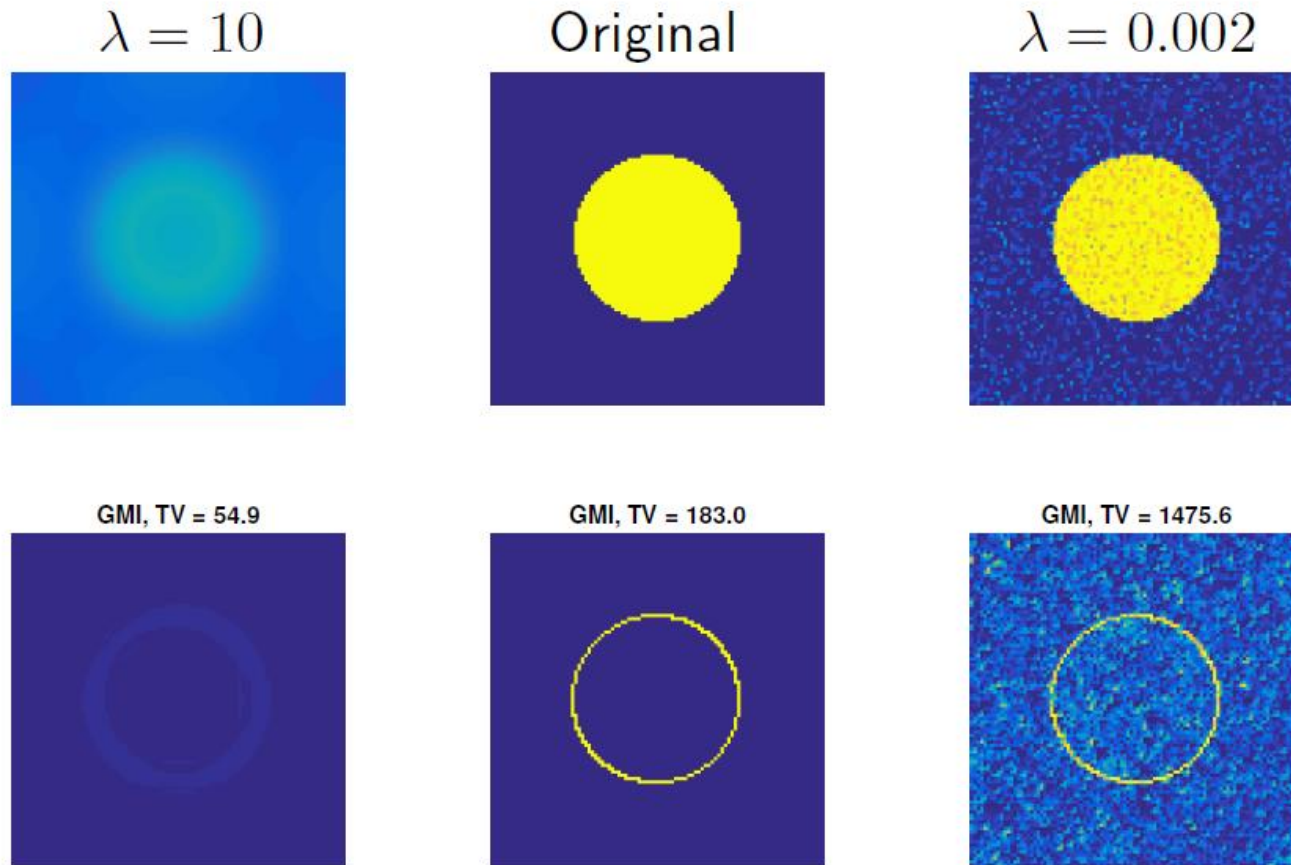 λ = 10
Original
λ = 0.002
GMI, TV = 54.9
GMI, TV = 183.0
GMI, TV = 1475.6